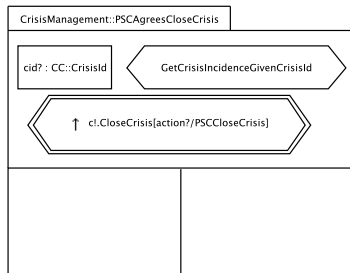 CrisisManagement::PSCAgreesCloseCrisis
cid? : CC::CrisisId
GetCrisisIncidenceGivenCrisisId
↑ c!.CloseCrisis[action?/PSCCloseCrisis]